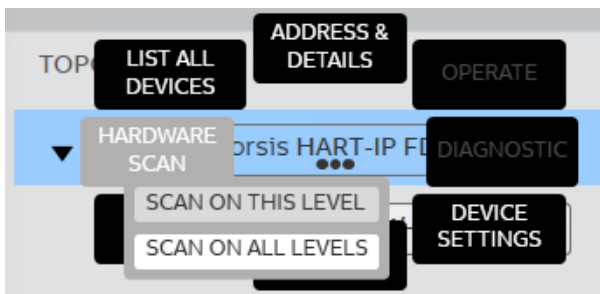 ADDRESS &
DETAILS
TOP
LIST ALL
DEVICES
OPERATE
HARDWARE
SCAN
orsis HART-IP F
DIAGNOSTIC
SCAN ON THIS LEVEL
SCAN ON ALL LEVELS
DEVICE
SETTINGS